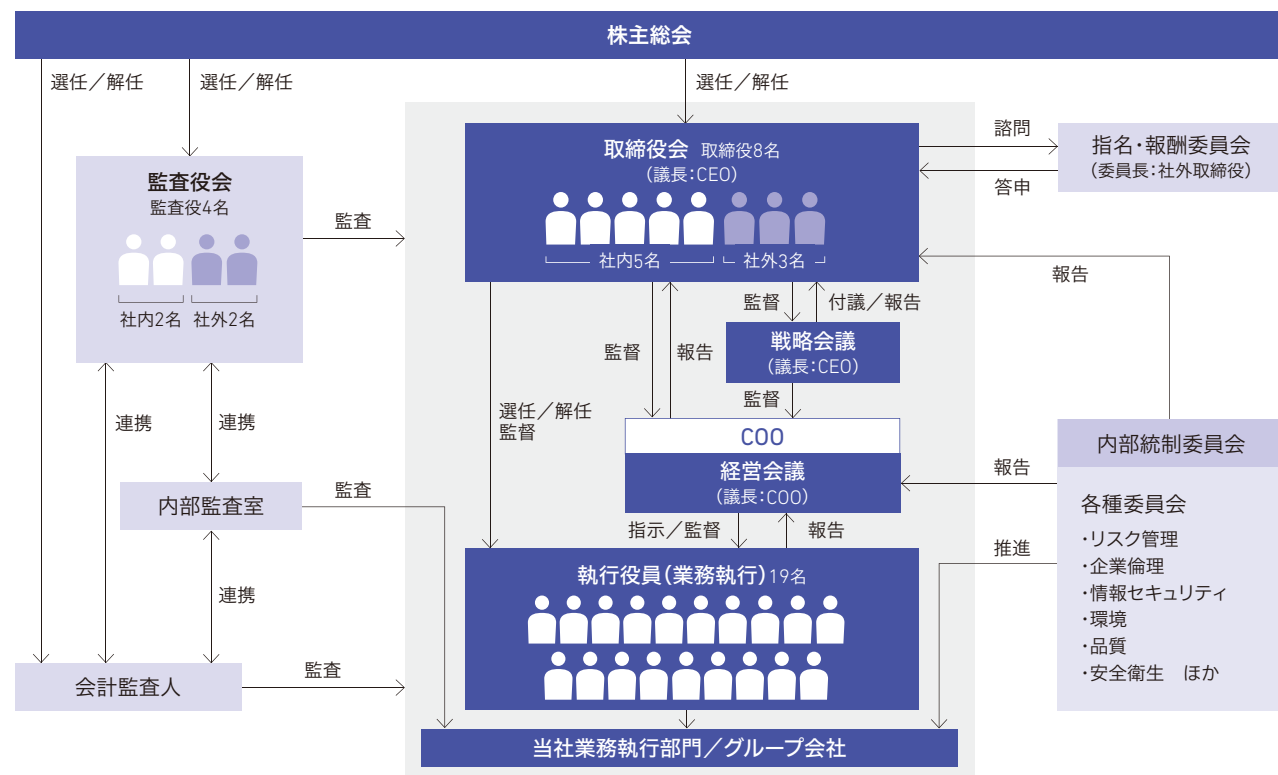 株主総会
選任／解任
選任／解任
選任／解任
監査役会
監査役4名
社内2名
社外2名
監査
取締役会 取締役8名
(議長:CEO)
社内5名
社外3名
諮問
答申
指名・報酬委員会
(委員長:社外取締役)
報告
監督
付議／報告
戦略会議
(議長:CEO)
監督
報告
監督
選任／解任
監督
COO
経営会議
(議長:COO)
連携
連携
内部監査室
監査
報告
内部統制委員会
各種委員会
・リスク管理
・企業倫理
・情報セキュリティ
・環境
・品質
・安全衛生　ほか
指示／監督
報告
推進
執行役員(業務執行)19名
連携
会計監査人
監査
当社業務執行部門／グループ会社